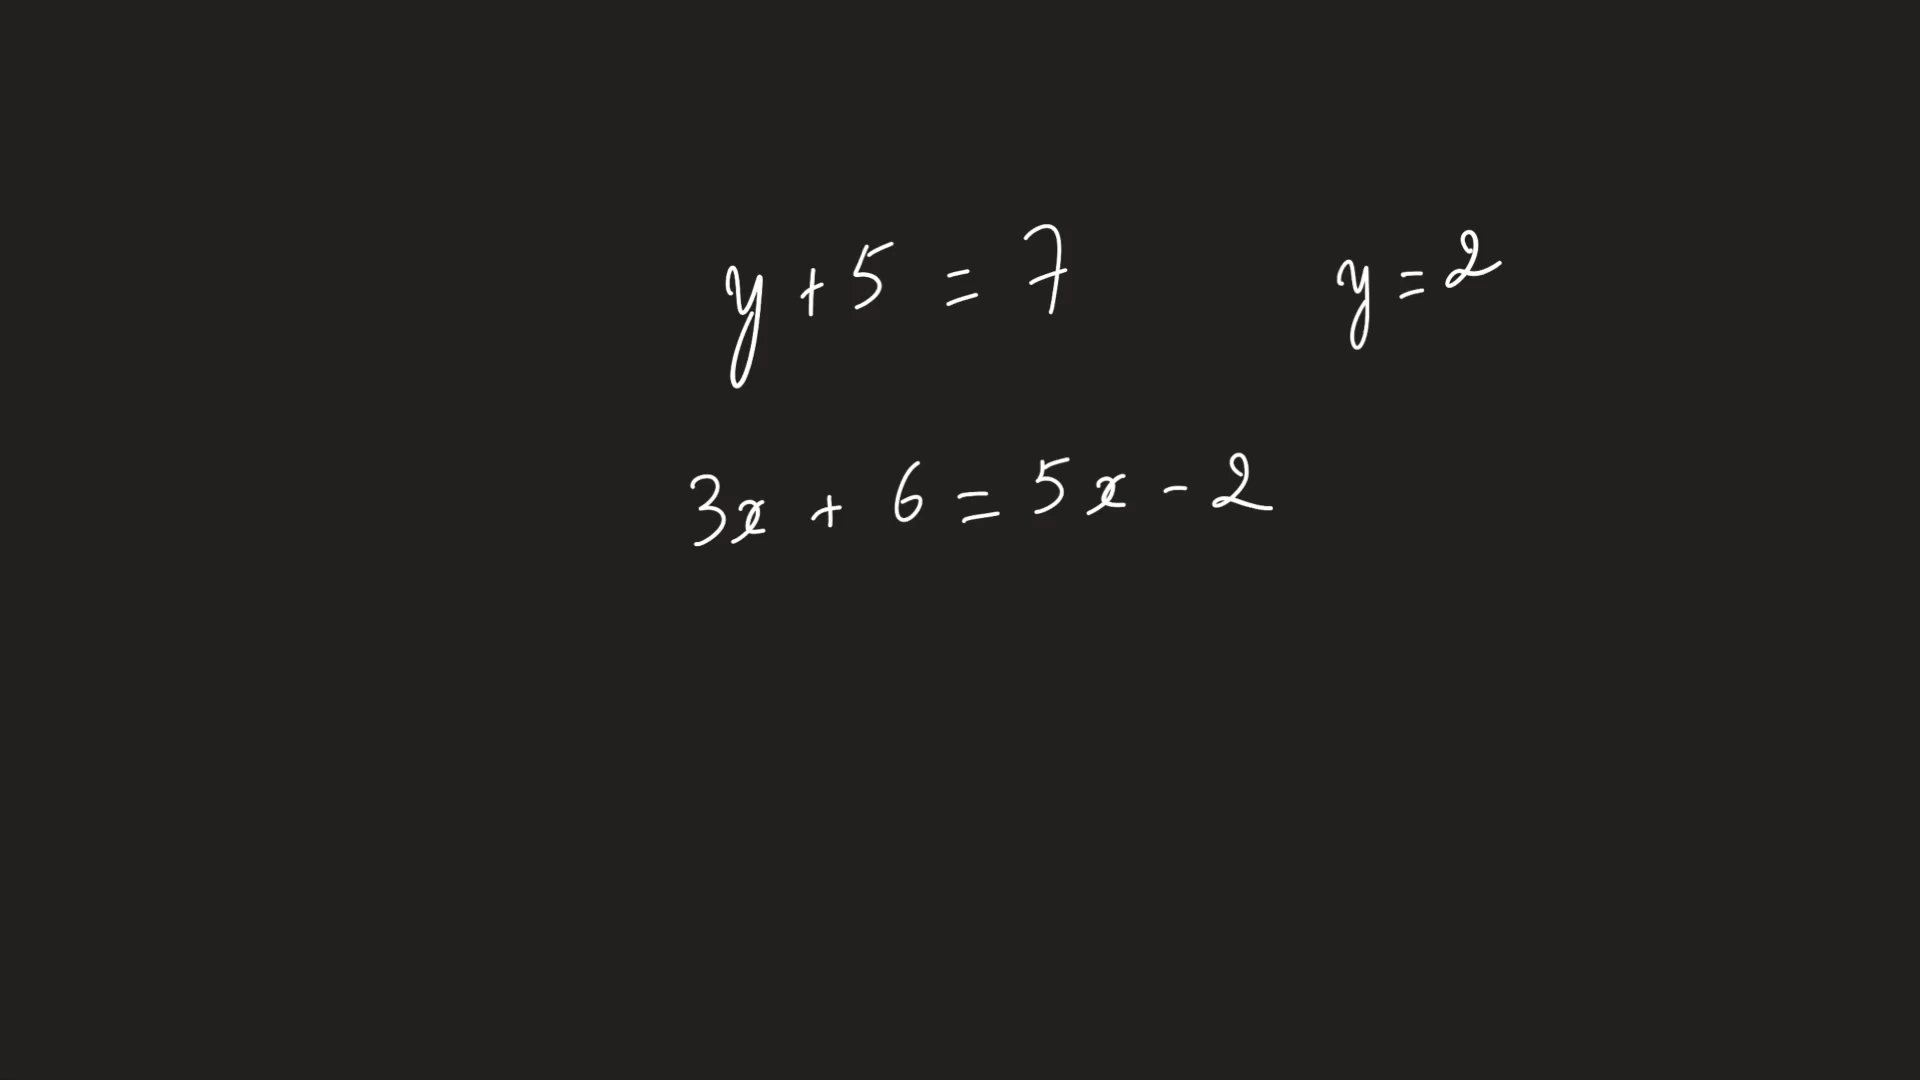 y + 5 = 7 y = 2
3x + 6 = 5x - 2